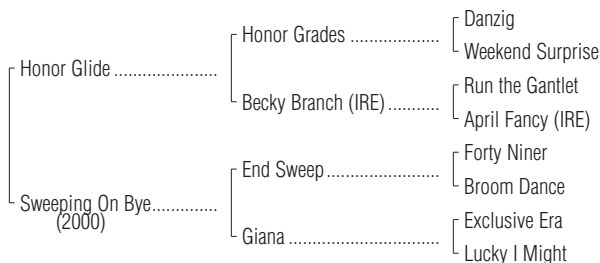 Danzig
Honor Grades ..................
Weekend Surprise
Honor Glide .....................
Run the Gantlet
Becky Branch (IRE) ...........
April Fancy (IRE)
Forty Niner
End Sweep .......................
Broom Dance
Sweeping On Bye .............
(2000)
Exclusive Era
Giana ...............................
Lucky I Might